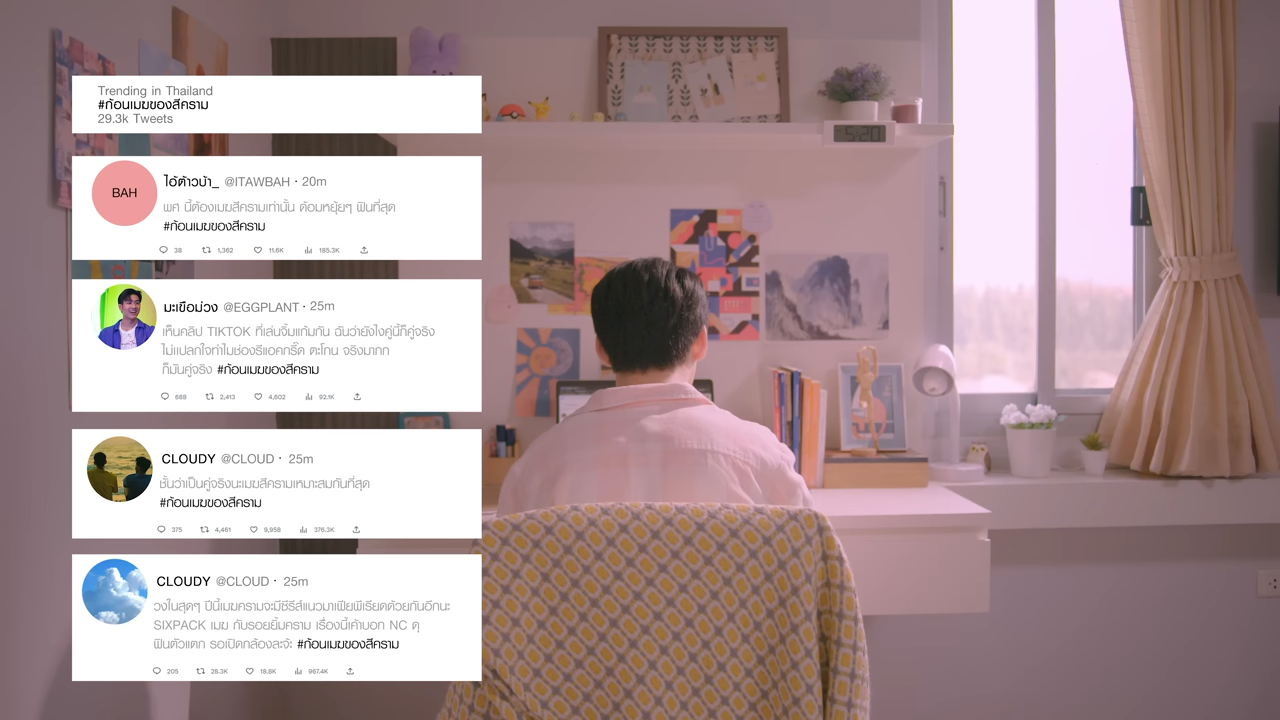 Trending in Thailand
#ก้อนเมฆของสีคราม
29.3k Tweets
BAH
ไอ้ต้าวบ้า_ @ITAWBAH · 20m
พศ นี้ต้องเมฆสีครามเท่านั้น ด้อมหยุ่ยๆ ฟินที่สุด
#ก้อนเมฆของสีคราม
38 1,362 11.6K 185.3K
มะเขือม่วง @EGGPLANT · 25m
เห็นคลิป TIKTOK ที่เล่นจิ้มแก้มกัน ฉันว่ายังไงคู่นี้ก็คู่จริง
ไม่แปลกใจทำไมช่องรีแอคกรี๊ด ตะโกน จริงมากก
ก็มันคู่จริง #ก้อนเมฆของสีคราม
688 2,413 4,602 92.1K
CLOUDY @CLOUD · 25m
ชั้นว่าเป็นคู่จริงนะเมฆสีครามเหมาะสมกันที่สุด
#ก้อนเมฆของสีคราม
375 4,461 9,958 376.3K
CLOUDY @CLOUD · 25m
วงในสุดๆ ปีนี้เมฆครามจะมีซีรีส์แนวมาเฟียพีเรียดด้วยกันอีกนะ
SIXPACK เมฆ กับรอยยิ้มคราม เรื่องนี้เค้าบอก NC ดุ
ฟินตัวแตก รอเปิดกล้องละจ้ะ #ก้อนเมฆของสีคราม
205 28.3K 18.8K 967.4K
5:20